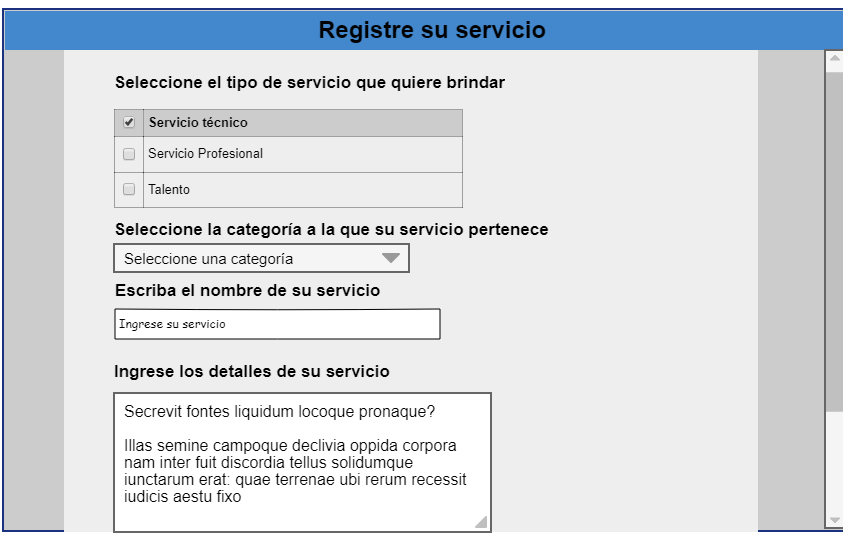 Registre su servicio
Seleccione el tipo de servicio que quiere brindar
Servicio técnico
Servicio Profesional
Talento
Seleccione la categoría a la que su servicio pertenece
Seleccione una categoría
Escriba el nombre de su servicio
Ingrese su servicio
Ingrese los detalles de su servicio
Secrevit fontes liquidum locoque pronaque?
Illas semine campoque declivia oppida corpora
nam inter fuit discordia tellus solidumque
iunctarum erat: quae terrenae ubi rerum recessit
iudicis aestu fixo